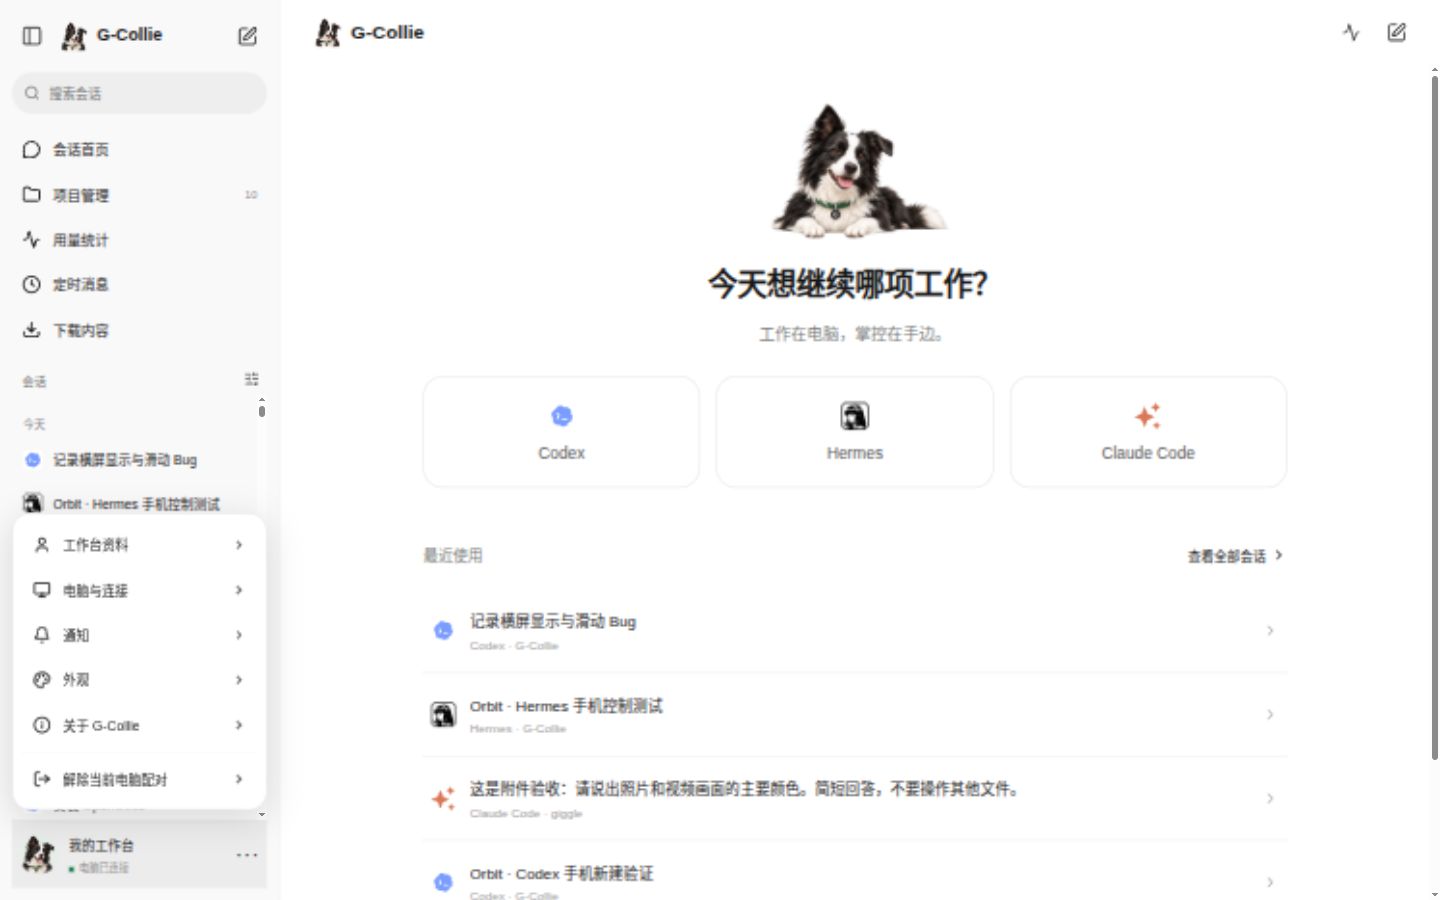 G-Collie
搜索会话
会话首页
项目管理 10
用量统计
定时消息
下载内容
会话
今天
记录横屏显示与滑动 Bug
Orbit · Hermes 手机控制测试
工作台资料
电脑与连接
通知
外观
关于 G-Collie
解除当前电脑配对
我的工作台
电脑已连接
G-Collie
今天想继续哪项工作？
工作在电脑，掌控在手边。
Codex
Hermes
Claude Code
最近使用
查看全部会话
记录横屏显示与滑动 Bug
Codex · G-Collie
Orbit · Hermes 手机控制测试
Hermes · G-Collie
这是附件验收：请说出照片和视频画面的主要颜色。简短回答，不要操作其他文件。
Claude Code · giggle
Orbit · Codex 手机新建验证
Codex · G-Collie